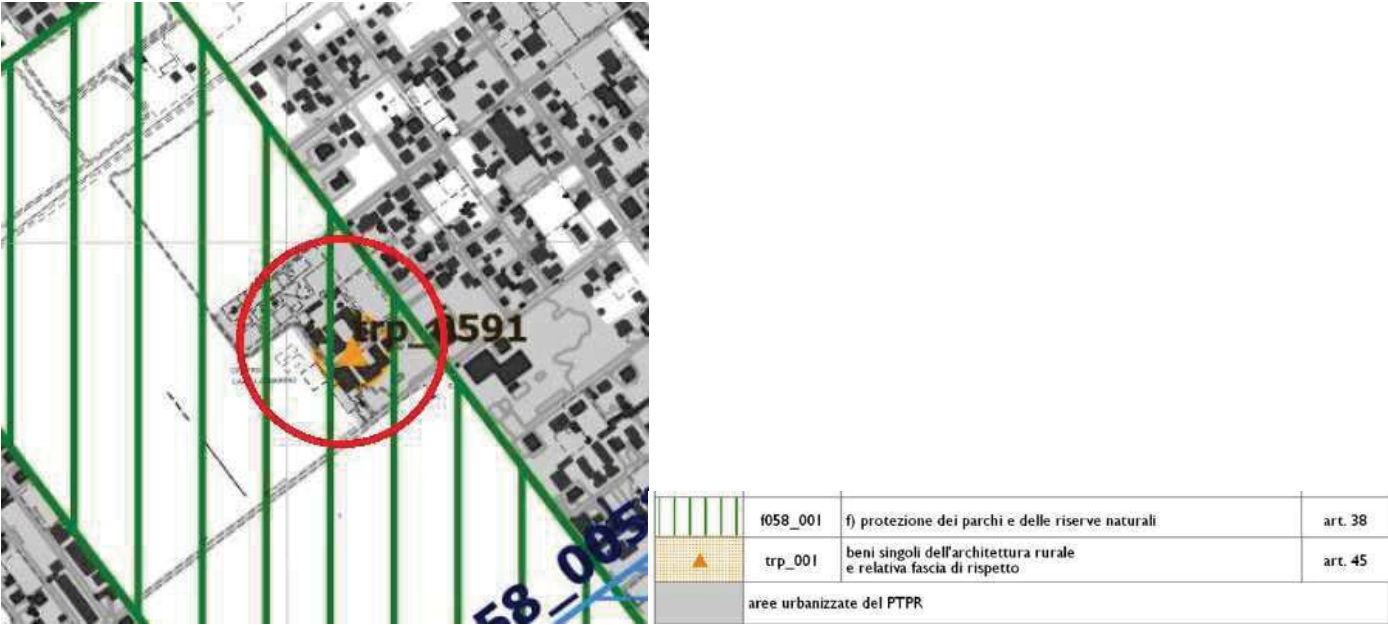 trp_0591
58_005
f058_001 f) protezione dei parchi e delle riserve naturali art. 38
trp_001 beni singoli dell'architettura rurale
e relativa fascia di rispetto art. 45
aree urbanizzate del PTPR